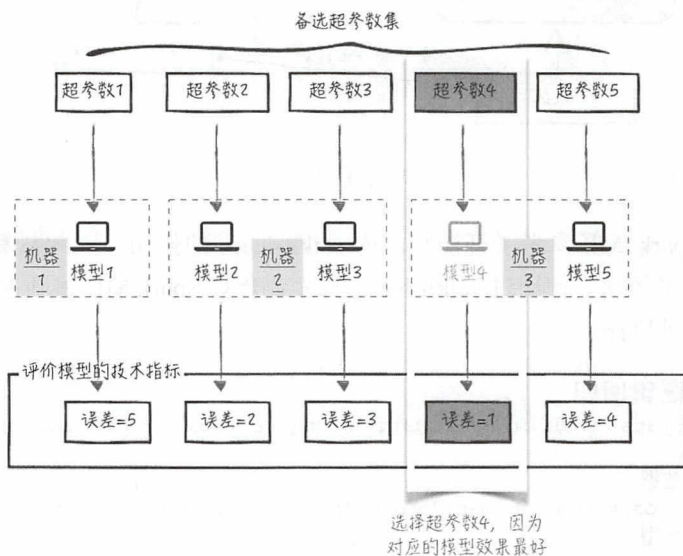 备选超参数集
超参数1
超参数2
超参数3
超参数4
超参数5
机器
1
模型1
模型2
机器
2
模型3
模型4
机器
3
模型5
评价模型的技术指标
误差=5
误差=2
误差=3
误差=1
误差=4
选择超参数4，因为
对应的模型效果最好